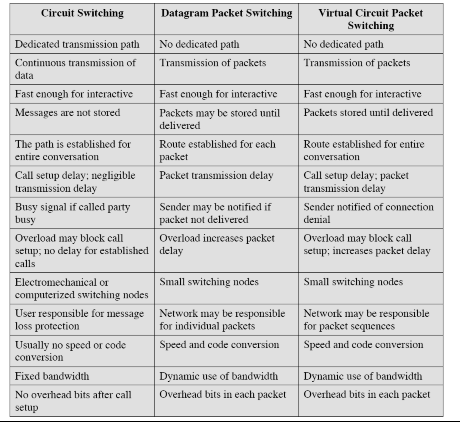 Circuit Switching
Datagram Packet Switching
Virtual Circuit Packet
Switching
Dedicated transmission path
No dedicated path
No dedicated path
Continuous transmission of
data
Transmission of packets
Transmission of packets
Fast enough for interactive
Fast enough for interactive
Fast enough for interactive
Messages are not stored
Packets may be stored until
delivered
Packets stored until delivered
The path is established for
entire conversation
Route established for each
packet
Route established for entire
conversation
Call setup delay; negligible
transmission delay
Packet transmission delay
Call setup delay; packet
transmission delay
Busy signal if called party
busy
Sender may be notified if
packet not delivered
Sender notified of connection
denial
Overload may block call
setup; no delay for established
calls
Overload increases packet
delay
Overload may block call
setup; increases packet delay
Electromechanical or
computerized switching nodes
Small switching nodes
Small switching nodes
User responsible for message
loss protection
Network may be responsible
for individual packets
Network may be responsible
for packet sequences
Usually no speed or code
conversion
Speed and code conversion
Speed and code conversion
Fixed bandwidth
Dynamic use of bandwidth
Dynamic use of bandwidth
No overhead bits after call
setup
Overhead bits in each packet
Overhead bits in each packet